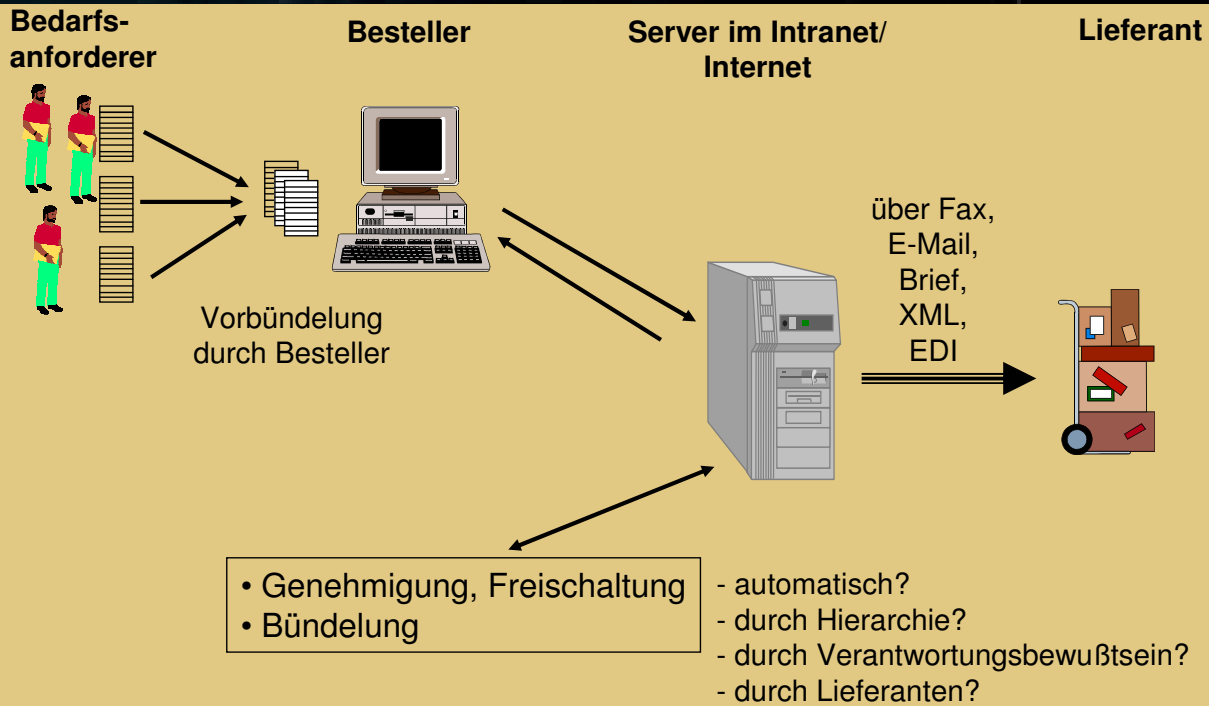 Bedarfs-
anforderer
Besteller
Server im Intranet/
Internet
Lieferant
über Fax,
E-Mail,
Brief,
XML,
EDI
Vorbündelung
durch Besteller
• Genehmigung, Freischaltung
• Bündelung
- automatisch?
- durch Hierarchie?
- durch Verantwortungsbewußtsein?
- durch Lieferanten?